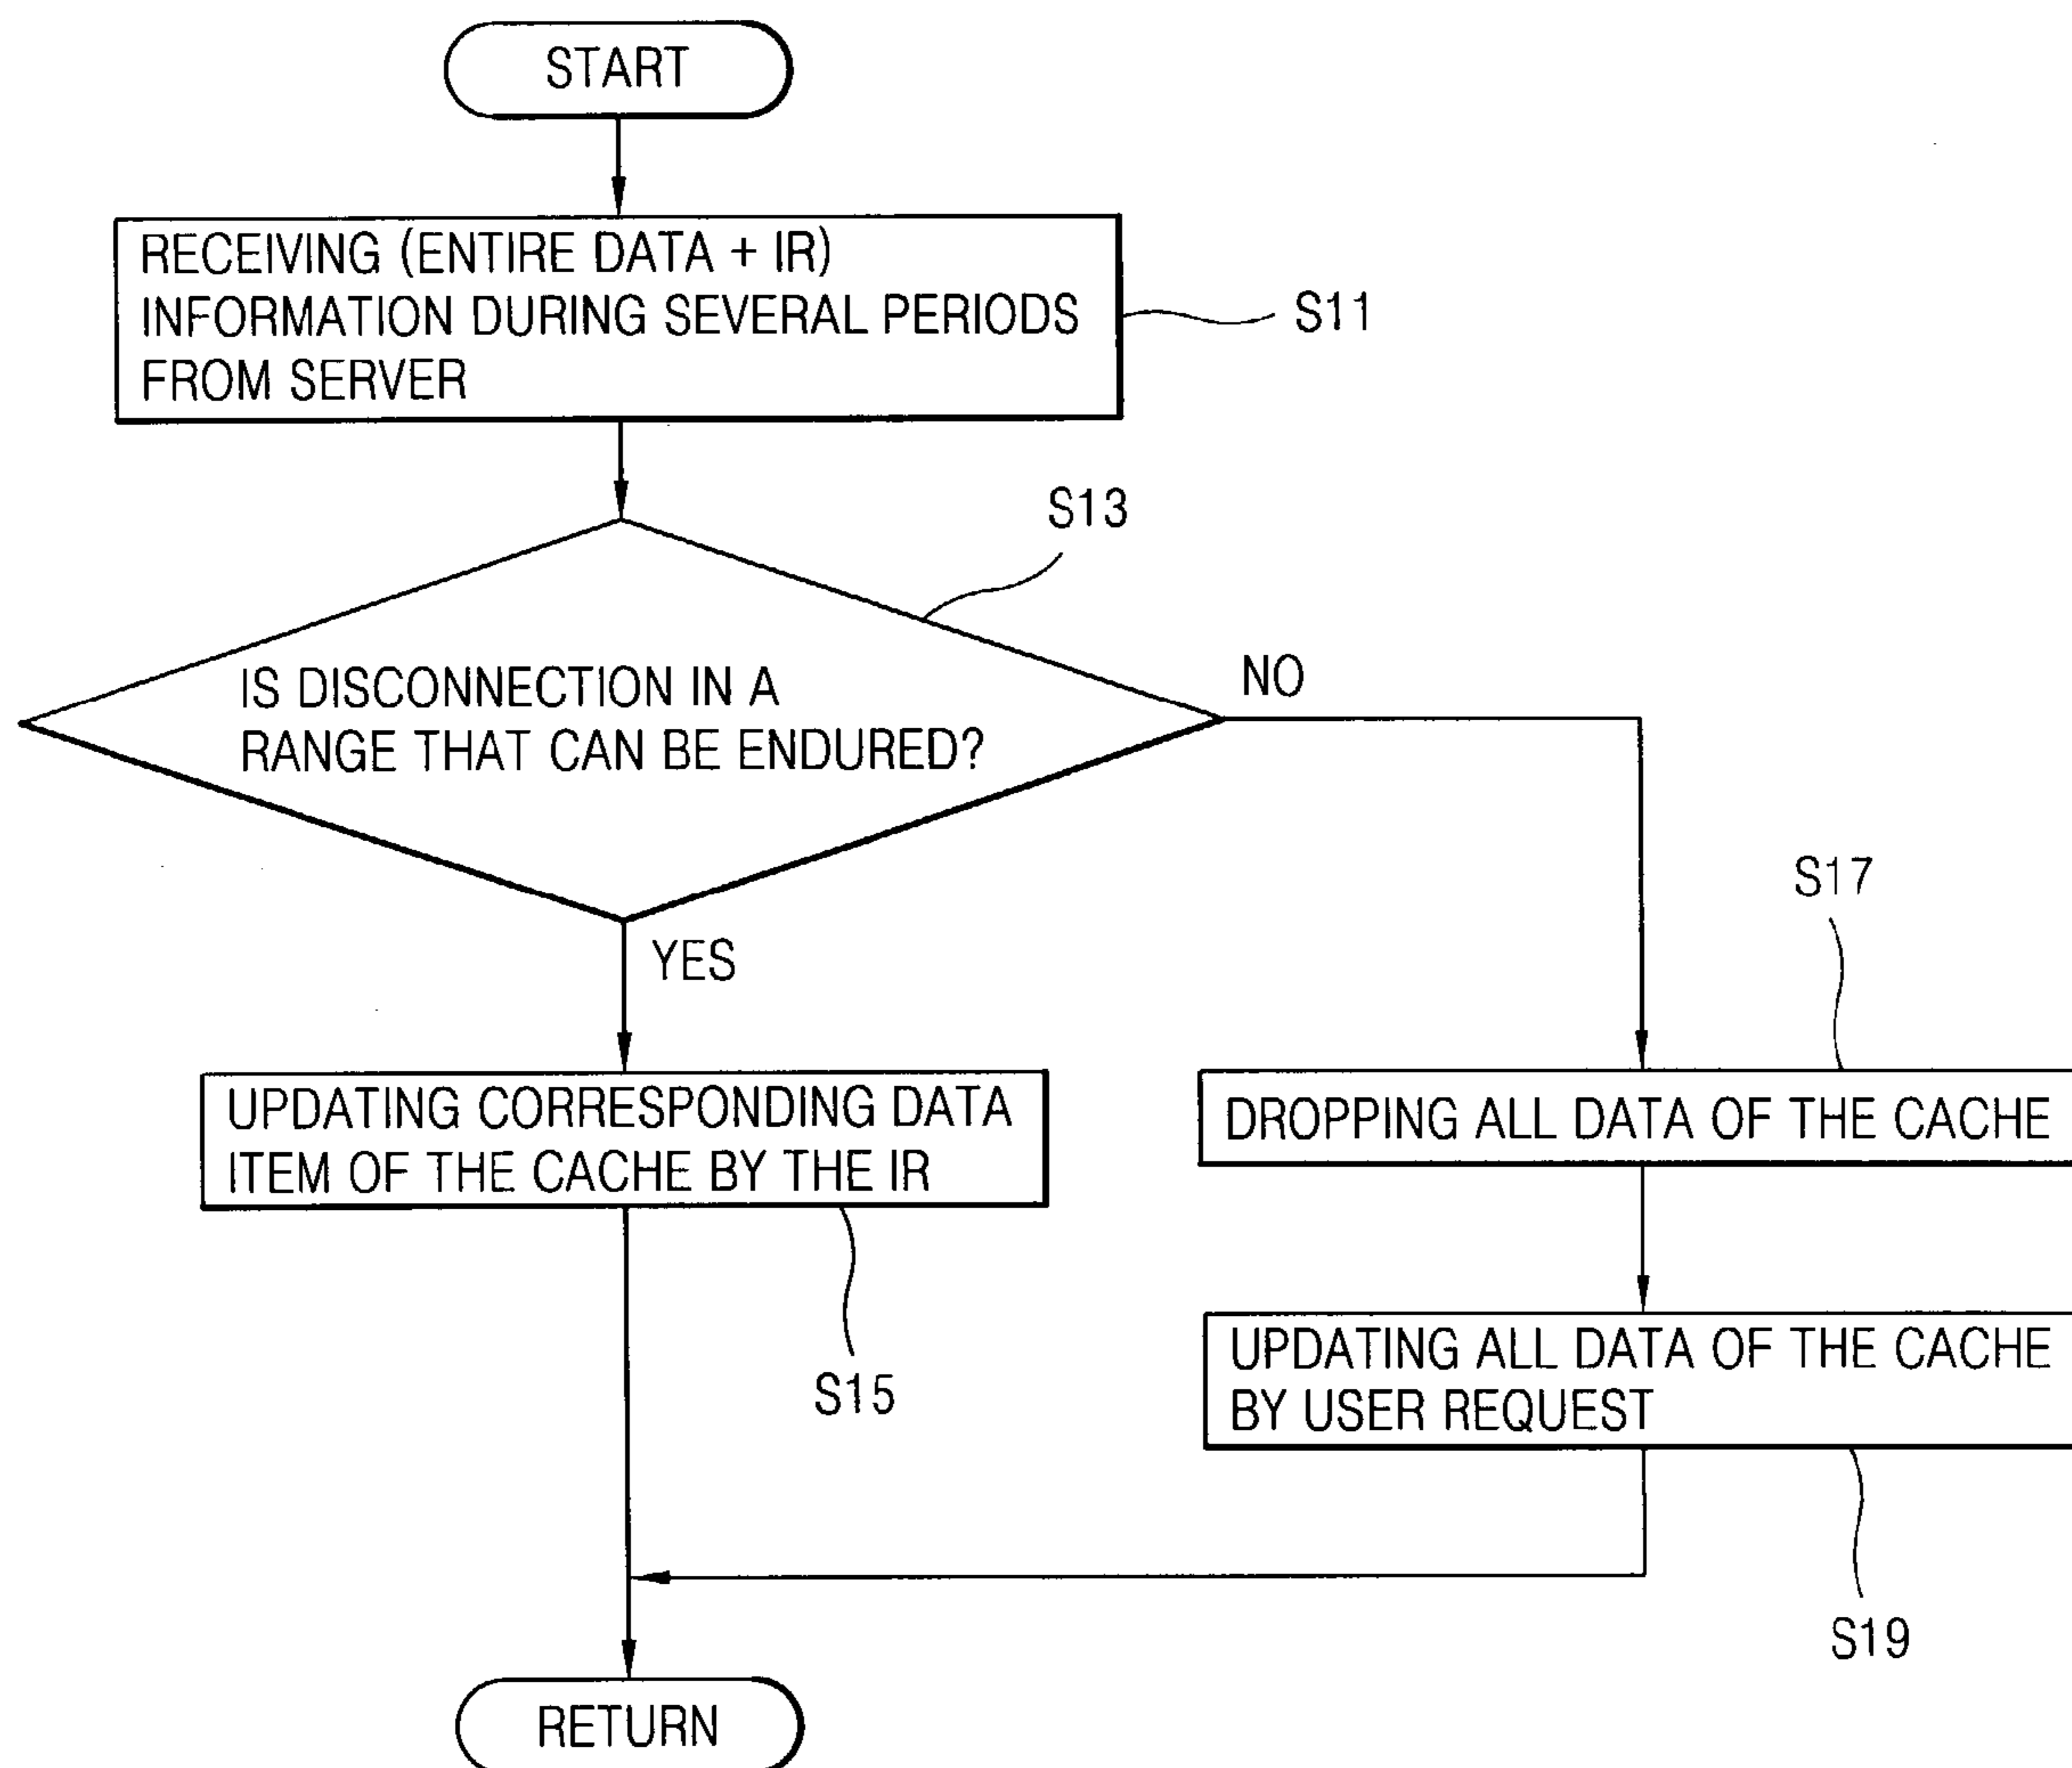 START
RECEIVING (ENTIRE DATA + IR)
INFORMATION DURING SEVERAL PERIODS
FROM SERVER
S11
S13
IS DISCONNECTION IN A
RANGE THAT CAN BE ENDURED?
NO
YES
S17
UPDATING CORRESPONDING DATA
ITEM OF THE CACHE BY THE IR
S15
DROPPING ALL DATA OF THE CACHE
UPDATING ALL DATA OF THE CACHE
BY USER REQUEST
S19
RETURN